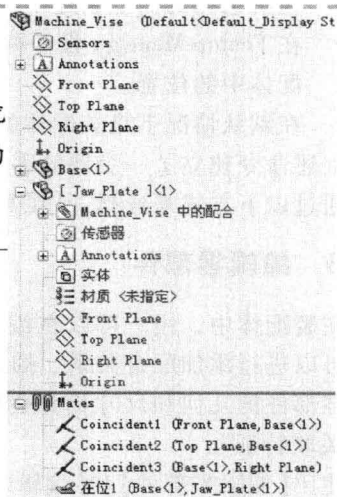 Machine_Vise (Default<Default_Display St
Sensors
Annotations
Front Plane
Top Plane
Right Plane
Origin
Base<1>
[ Jaw_Plate ]<1>
Machine_Vise 中的配合
传感器
Annotations
实体
材质 <未指定>
Front Plane
Top Plane
Right Plane
Origin
Mates
Coincident1 (Front Plane,Base<1>)
Coincident2 (Top Plane,Base<1>)
Coincident3 (Base<1>,Right Plane)
在位1 (Base<1>,Jaw_Plate<1>)